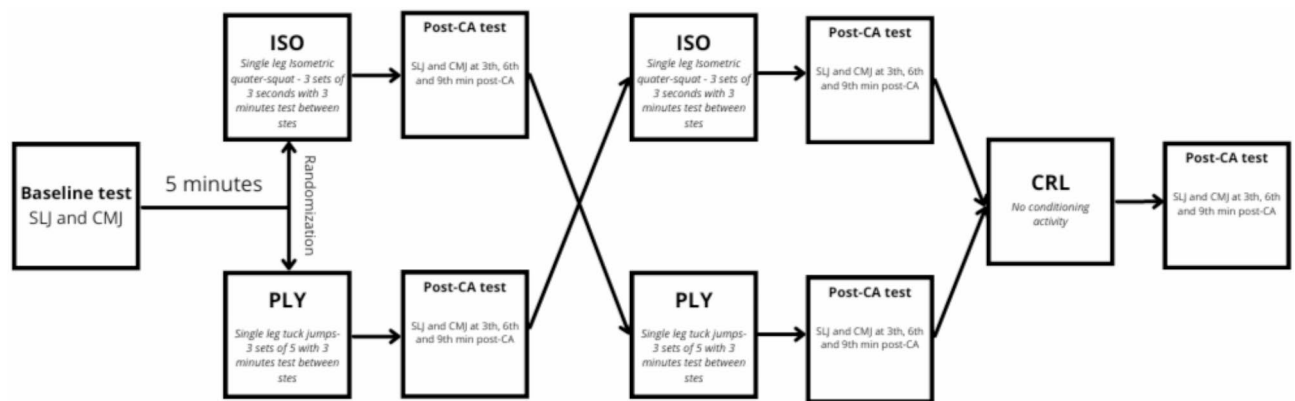 Baseline test
SLJ and CMJ
5 minutes
Randomization
ISO
Single leg Isometric
quater-squat - 3 sets of
3 seconds with 3
minutes test between
stes
Post-CA test
SLJ and CMJ at 3th, 6th
and 9th min post-CA
PLY
Single leg tuck jumps-
3 sets of 5 with 3
minutes test between
stes
Post-CA test
SLJ and CMJ at 3th, 6th
and 9th min post-CA
ISO
Single leg Isometric
quater-squat - 3 sets of
3 seconds with 3
minutes test between
stes
Post-CA test
SLJ and CMJ at 3th, 6th
and 9th min post-CA
PLY
Single leg tuck jumps-
3 sets of 5 with 3
minutes test between
stes
Post-CA test
SLJ and CMJ at 3th, 6th
and 9th min post-CA
CRL
No conditioning
activity
Post-CA test
SLJ and CMJ at 3th, 6th
and 9th min post-CA